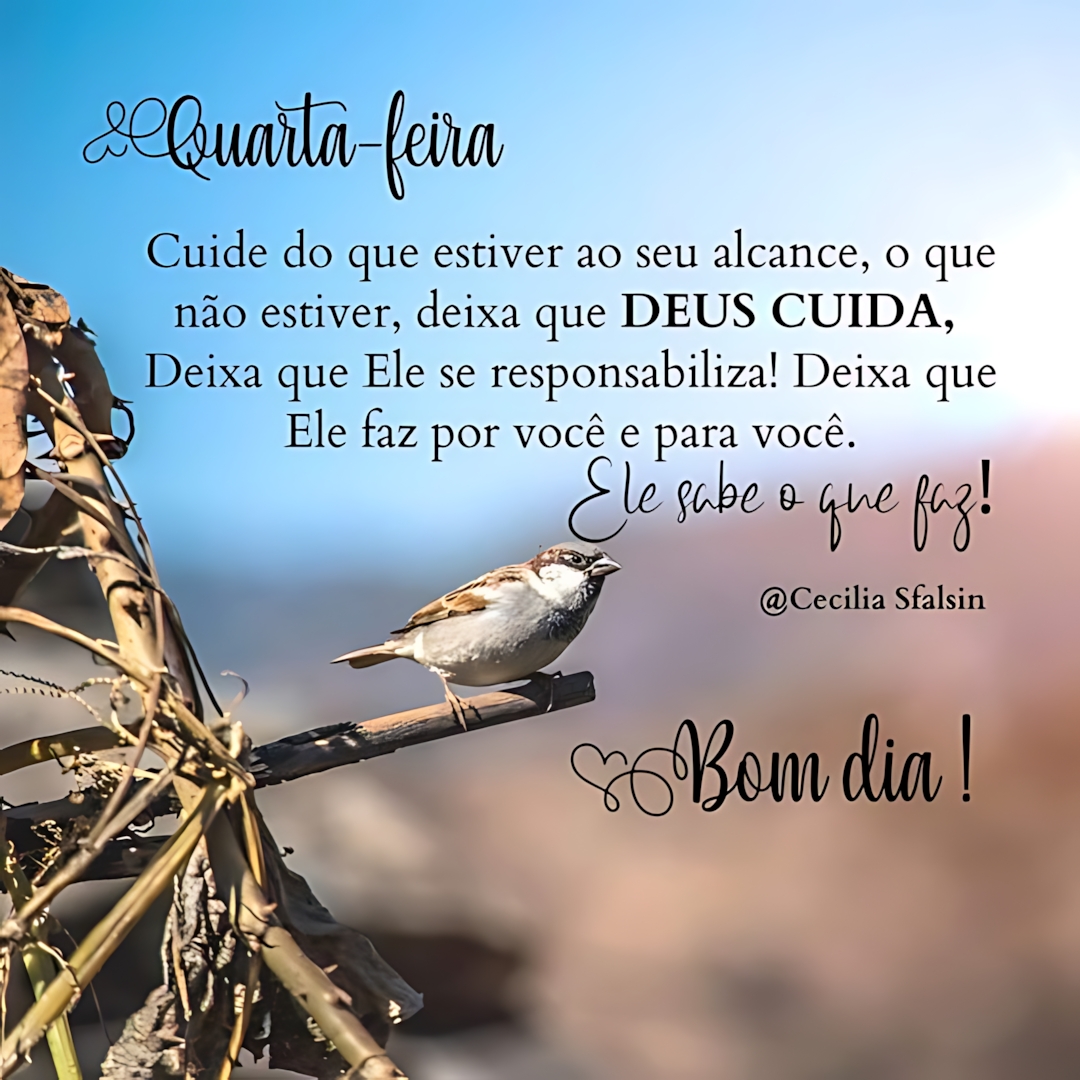 Quarta-feira
Cuide do que estiver ao seu alcance, o que
não estiver, deixa que DEUS CUIDA,
Deixa que Ele se responsabiliza! Deixa que
Ele faz por você e para você.
Ele sabe o que faz!
@Cecilia Sfalsin
Bom dia !